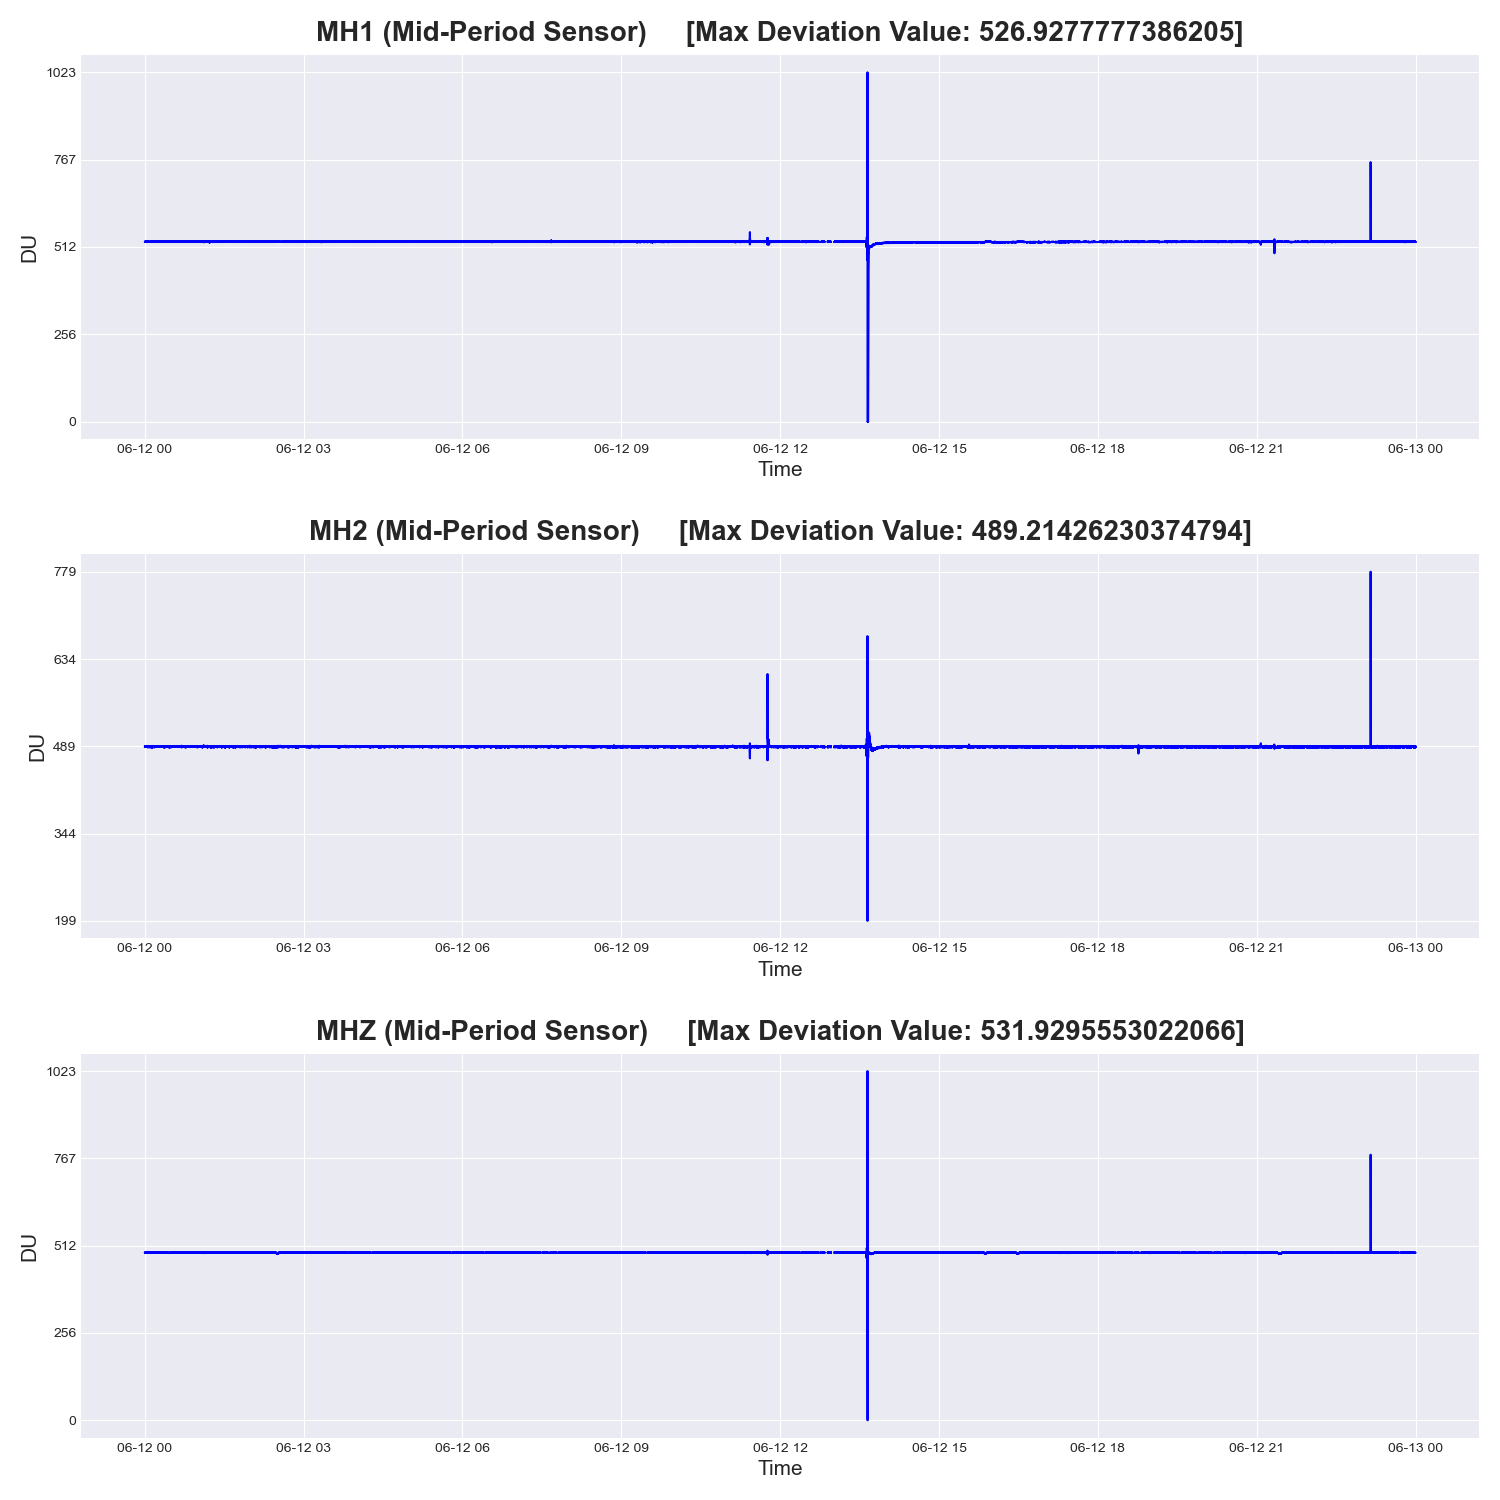 MH1 (Mid-Period Sensor) [Max Deviation Value: 526.9277777386205]
1023
767
512
256
0
DU
06-12 00 06-12 03 06-12 06 06-12 09 06-12 12 06-12 15 06-12 18 06-12 21 06-13 00
Time
MH2 (Mid-Period Sensor) [Max Deviation Value: 489.21426230374794]
779
634
489
344
199
DU
06-12 00 06-12 03 06-12 06 06-12 09 06-12 12 06-12 15 06-12 18 06-12 21 06-13 00
Time
MHZ (Mid-Period Sensor) [Max Deviation Value: 531.9295553022066]
1023
767
512
256
0
DU
06-12 00 06-12 03 06-12 06 06-12 09 06-12 12 06-12 15 06-12 18 06-12 21 06-13 00
Time